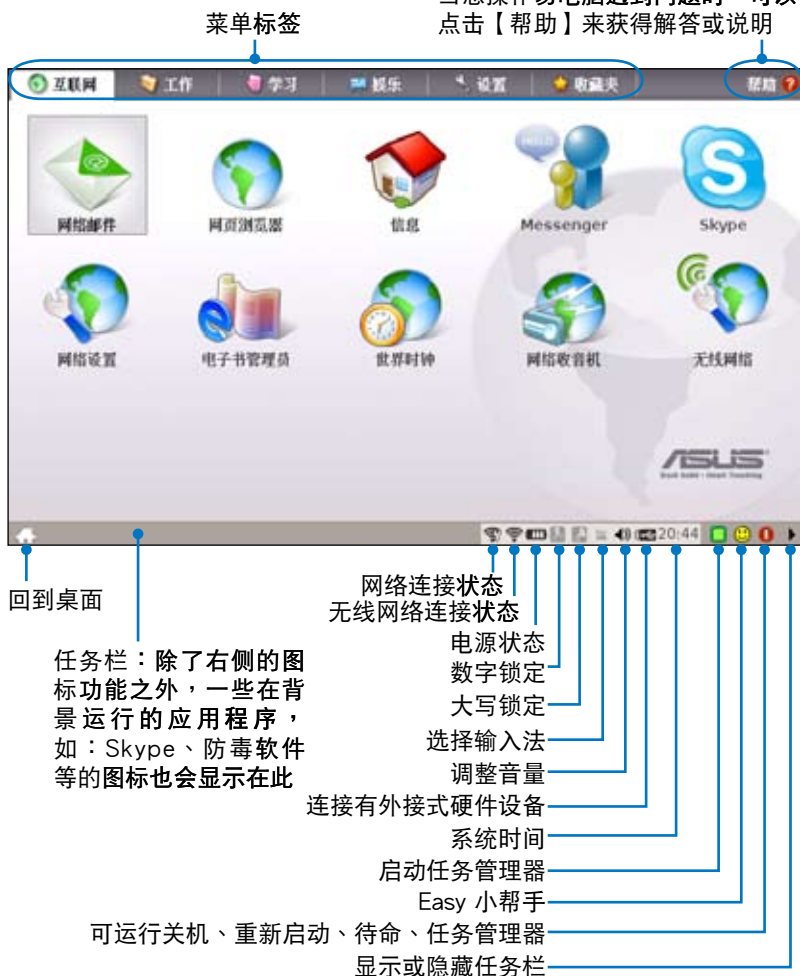 菜单标签
点击【帮助】来获得解答或说明
互联网 工作 学习 娱乐 设置 收藏夹 帮助
网络邮件 网页浏览器 信息 Messenger Skype
网络设置 电子书管理员 世界时钟 网络收音机 无线网络
ASUS
20:44
回到桌面
网络连接状态
无线网络连接状态
电源状态
数字锁定
大写锁定
选择输入法
调整音量
连接有外接式硬件设备
系统时间
启动任务管理器
Easy 小帮手
可运行关机、重新启动、待命、任务管理器
显示或隐藏任务栏
任务栏：除了右侧的图
标功能之外，一些在背
景运行的应用程序，
如：Skype、防毒软件
等的图标也会显示在此